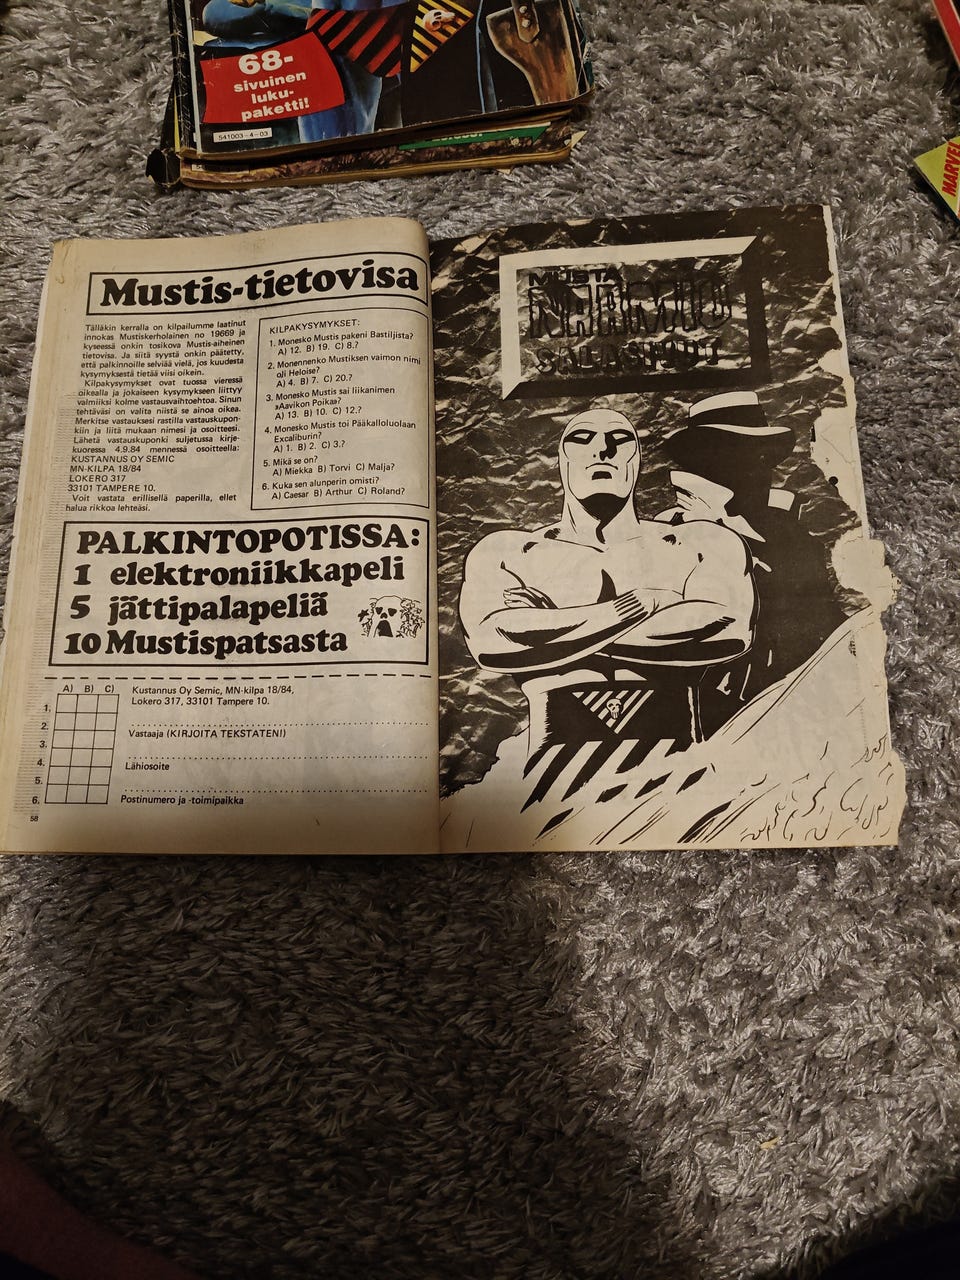 68-
sivuinen
luku-
paketti!
541003-4-03
MARVEL
Mustis-tietovisa
Tälläkin kerralla on kilpailumme laatinut
innokas Mustiskerholainen no 19669 ja
kyseessä onkin tosikova Mustis-aiheinen
tietovisa. Ja siitä syystä onkin päätetty,
että palkinnoille selviää vielä, jos kuudesta
kysymyksestä tietää viisi oikein.
Kilpakysymykset ovat tuossa vieressä
oikealla ja jokaiseen kysymykseen liittyy
valmiiksi kolme vastausvaihtoehtoa. Sinun
tehtäväsi on valita niistä se ainoa oikea.
Merkitse vastauksesi rastilla vastauskupon-
kiin ja liitä mukaan nimesi ja osoitteesi.
Lähetä vastauskuponki suljetussa kirje-
kuoressa 4.9.84 mennessä osoitteella:
KUSTANNUS OY SEMIC
MN-KILPA 18/84
LOKERO 317
33101 TAMPERE 10.
Voit vastata erillisellä paperilla, ellet
halua rikkoa lehteäsi.
KILPAKYSYMYKSET:
1. Monesko Mustis pakeni Bastiljista?
A) 12. B) 19. C) 8.?
2. Monennenko Mustiksen vaimon nimi
oli Heloise?
A) 4. B) 7. C) 20.?
3. Monesko Mustis sai liikanimen
»Aavikon Poika»?
A) 13. B) 10. C) 12.?
4. Monesko Mustis toi Pääkalloluolaan
Excaliburin?
A) 1. B) 2. C) 3.?
5. Mikä se on?
A) Miekka B) Torvi C) Malja?
6. Kuka sen alunperin omisti?
A) Caesar B) Arthur C) Roland?
PALKINTOPOTISSA:
1 elektroniikkapeli
5 jättipalapeliä
10 Mustispatsasta
A) B) C)
1.
2.
3.
4.
5.
6.
Kustannus Oy Semic, MN-kilpa 18/84,
Lokero 317, 33101 Tampere 10.
Vastaaja (KIRJOITA TEKSTATEN!)
Lähiosoite
Postinumero ja -toimipaikka
58
MUSTA
NAAMIO
SALASIPUT